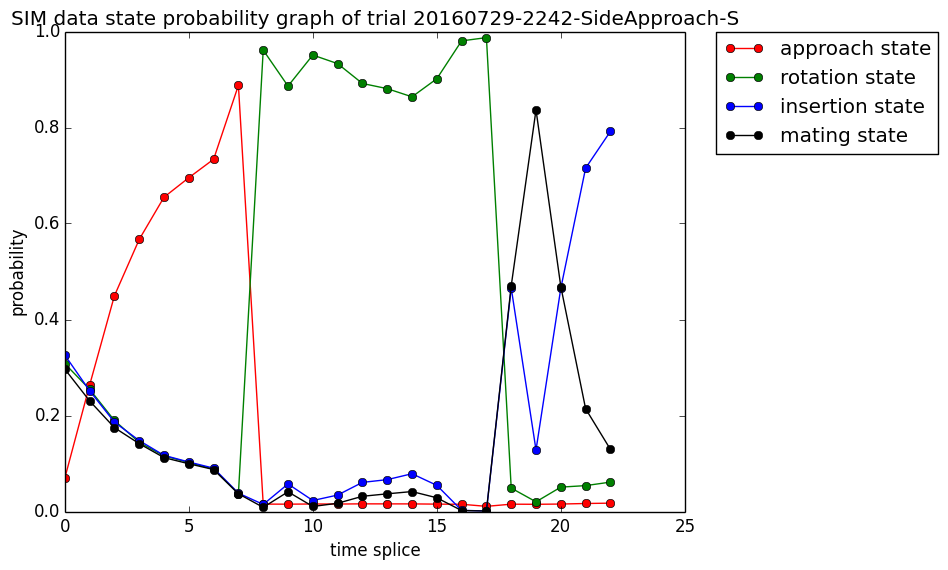 SIM data state probability graph of trial 20160729-2242-SideApproach-S
1.0
0.8
0.6
0.4
0.2
0.0
probability
0
5
10
15
20
25
time splice
approach state
rotation state
insertion state
mating state